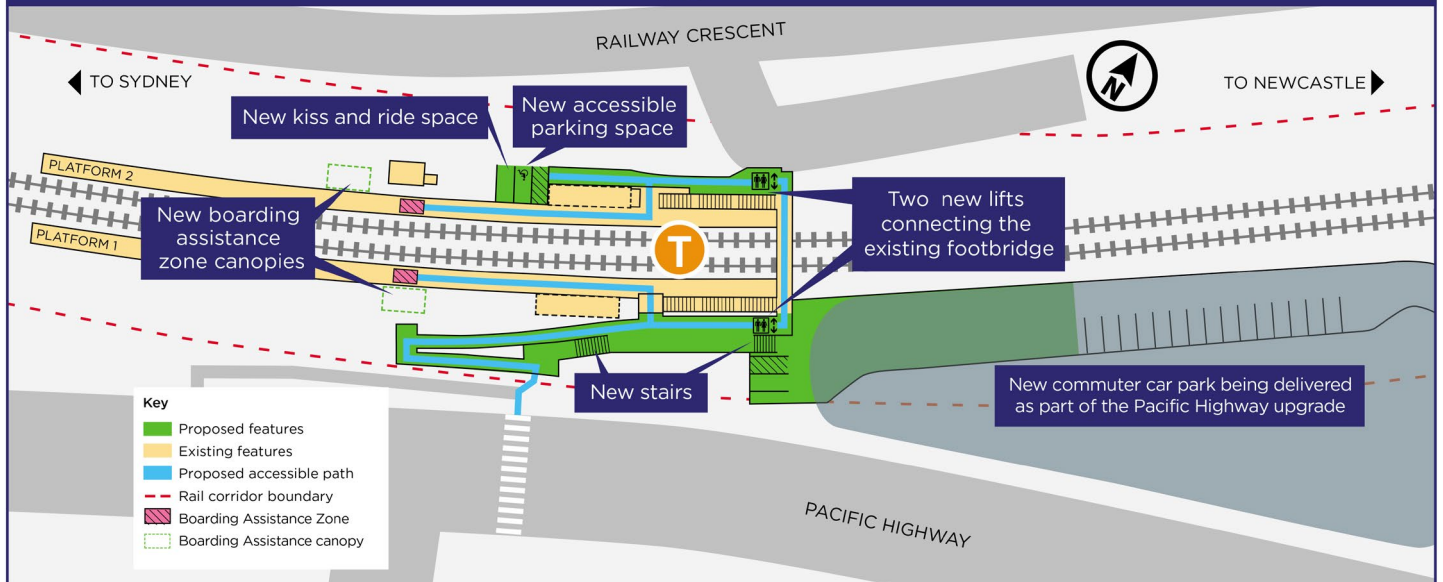 RAILWAY CRESCENT
TO SYDNEY
N
TO NEWCASTLE
New kiss and ride space
New accessible
parking space
PLATFORM 2
PLATFORM 1
New boarding
assistance
zone canopies
T
Two new lifts
connecting the
existing footbridge
New stairs
New commuter car park being delivered
as part of the Pacific Highway upgrade
PACIFIC HIGHWAY
Key
Proposed features
Existing features
Proposed accessible path
Rail corridor boundary
Boarding Assistance Zone
Boarding Assistance canopy